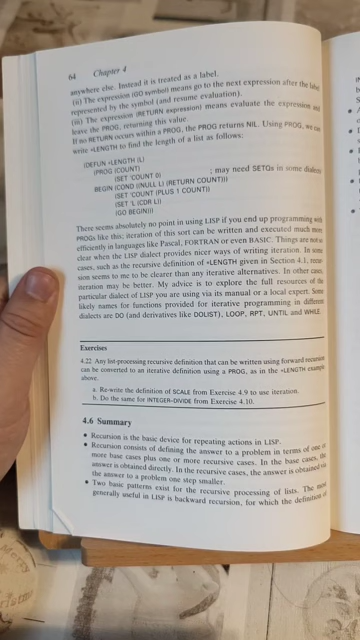 64 Chapter 4
anywhere else. Instead it is treated as a label.
(ii) The expression (GO symbol) means go to the next expression after the label
represented by the symbol (and resume evaluation).
(iii) The expression (RETURN expression) means evaluate the expression and
leave the PROG, returning this value.
If no RETURN occurs within a PROG, the PROG returns NIL. Using PROG, we can
write +LENGTH to find the length of a list as follows:
(DEFUN +LENGTH (L)
(PROG (COUNT)
(SET 'COUNT 0) ; may need SETQs in some dialects
BEGIN (COND ((NULL L) (RETURN COUNT)))
(SET 'COUNT (PLUS 1 COUNT))
(SET 'L (CDR L))
(GO BEGIN)))
There seems absolutely no point in using LISP if you end up programming with
PROGs like this; iteration of this sort can be written and executed much more
efficiently in languages like Pascal, FORTRAN or even BASIC. Things are not so
clear when the LISP dialect provides nicer ways of writing iteration. In some
cases, such as the recursive definition of +LENGTH given in Section 4.1, recur-
sion seems to me to be clearer than any iterative alternatives. In other cases,
iteration may be better. My advice is to explore the full resources of the
particular dialect of LISP you are using via its manual or a local expert. Some
likely names for functions provided for iterative programming in different
dialects are DO (and derivatives like DOLIST), LOOP, RPT, UNTIL and WHILE.
Exercises
4.22 Any list-processing recursive definition that can be written using forward recursion
can be converted to an iterative definition using a PROG, as in the +LENGTH example
above.
a. Re-write the definition of SCALE from Exercise 4.9 to use iteration.
b. Do the same for INTEGER-DIVIDE from Exercise 4.10.
4.6 Summary
• Recursion is the basic device for repeating actions in LISP.
• Recursion consists of defining the answer to a problem in terms of one or
more base cases plus one or more recursive cases. In the base cases, the
answer is obtained directly. In the recursive cases, the answer is obtained via
the answer to a problem one step smaller.
• Two basic patterns exist for the recursive processing of lists. The most
generally useful in LISP is backward recursion, for which the definition of